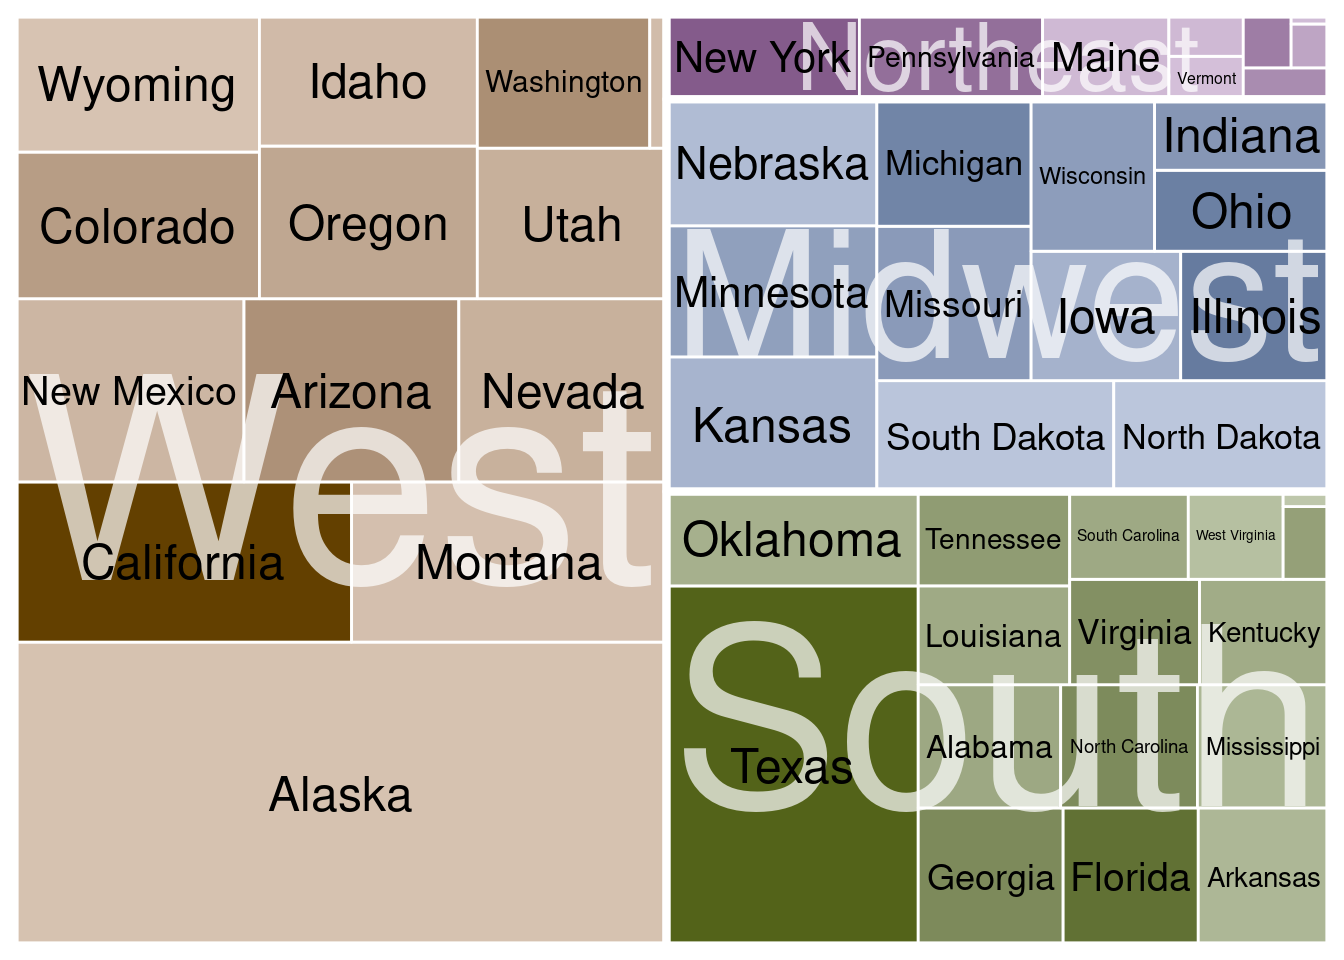 Wyoming
Idaho
Washington
Colorado
Oregon
Utah
New Mexico
Arizona
Nevada
West
California
Montana
Alaska
New York
Pennsylvania
Maine
Vermont
Northeast
Nebraska
Michigan
Wisconsin
Indiana
Ohio
Minnesota
Missouri
Iowa
Illinois
Midwest
Kansas
South Dakota
North Dakota
Oklahoma
Tennessee
South Carolina
West Virginia
Louisiana
Virginia
Kentucky
South
Texas
Alabama
North Carolina
Mississippi
Georgia
Florida
Arkansas